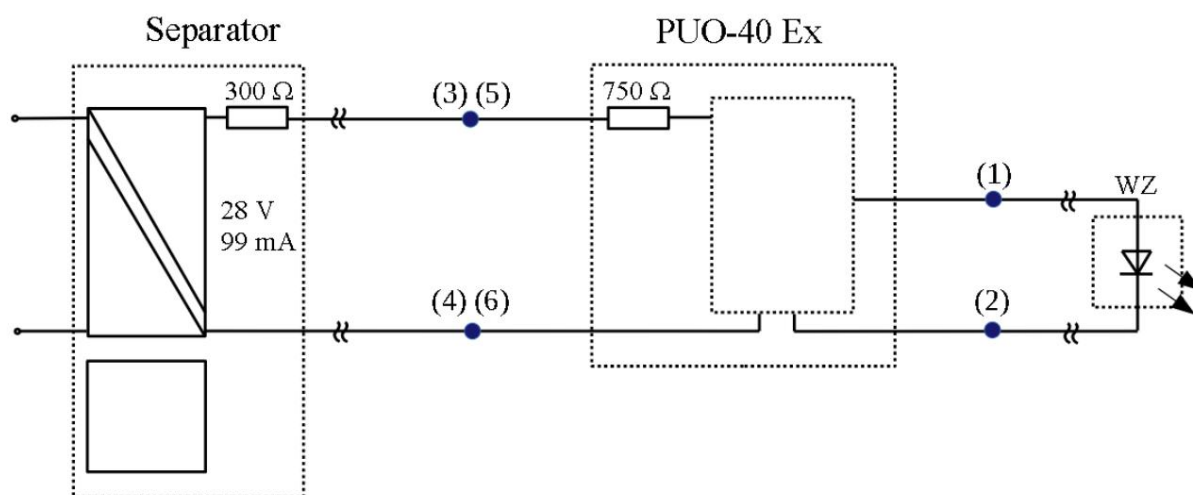 Separator
PUO-40 Ex
300 Ω
(3) (5)
750 Ω
(1)
WZ
28 V
99 mA
(4) (6)
(2)